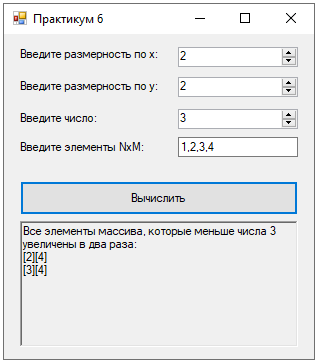 Практикум 6
Введите размерность по x: 2
Введите размерность по y: 2
Введите число: 3
Введите элементы NxM: 1,2,3,4
Вычислить
Все элементы массива, которые меньше числа 3
увеличены в два раза:
[2][4]
[3][4]